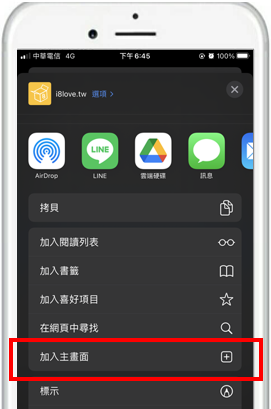 中華電信 4G 下午6:45 100%
i8love.tw 選項 >
LINE
AirDrop LINE 雲端硬碟 訊息
拷貝
加入閱讀列表
加入書籤
加入喜好項目
在網頁中尋找
加入主畫面
標示